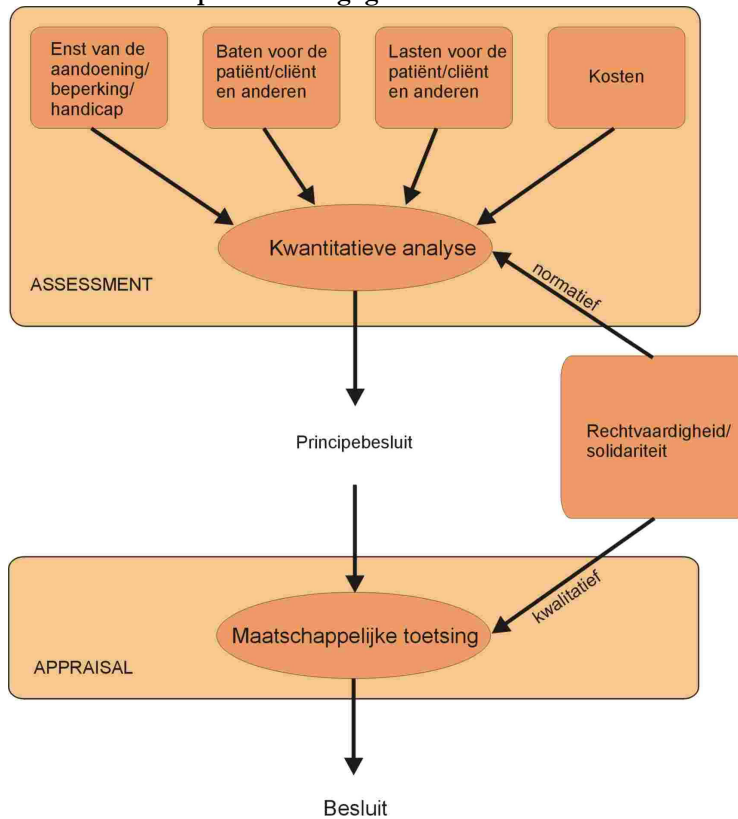 Enst van de
aandoening/
beperking/
handicap
Baten voor de
patiënt/cliënt
en anderen
Lasten voor de
patiënt/cliënt
en anderen
Kosten
Kwantitatieve analyse
ASSESSMENT
normatief
Rechtvaardigheid/
solidariteit
Principebesluit
kwalitatief
Maatschappelijke toetsing
APPRAISAL
Besluit